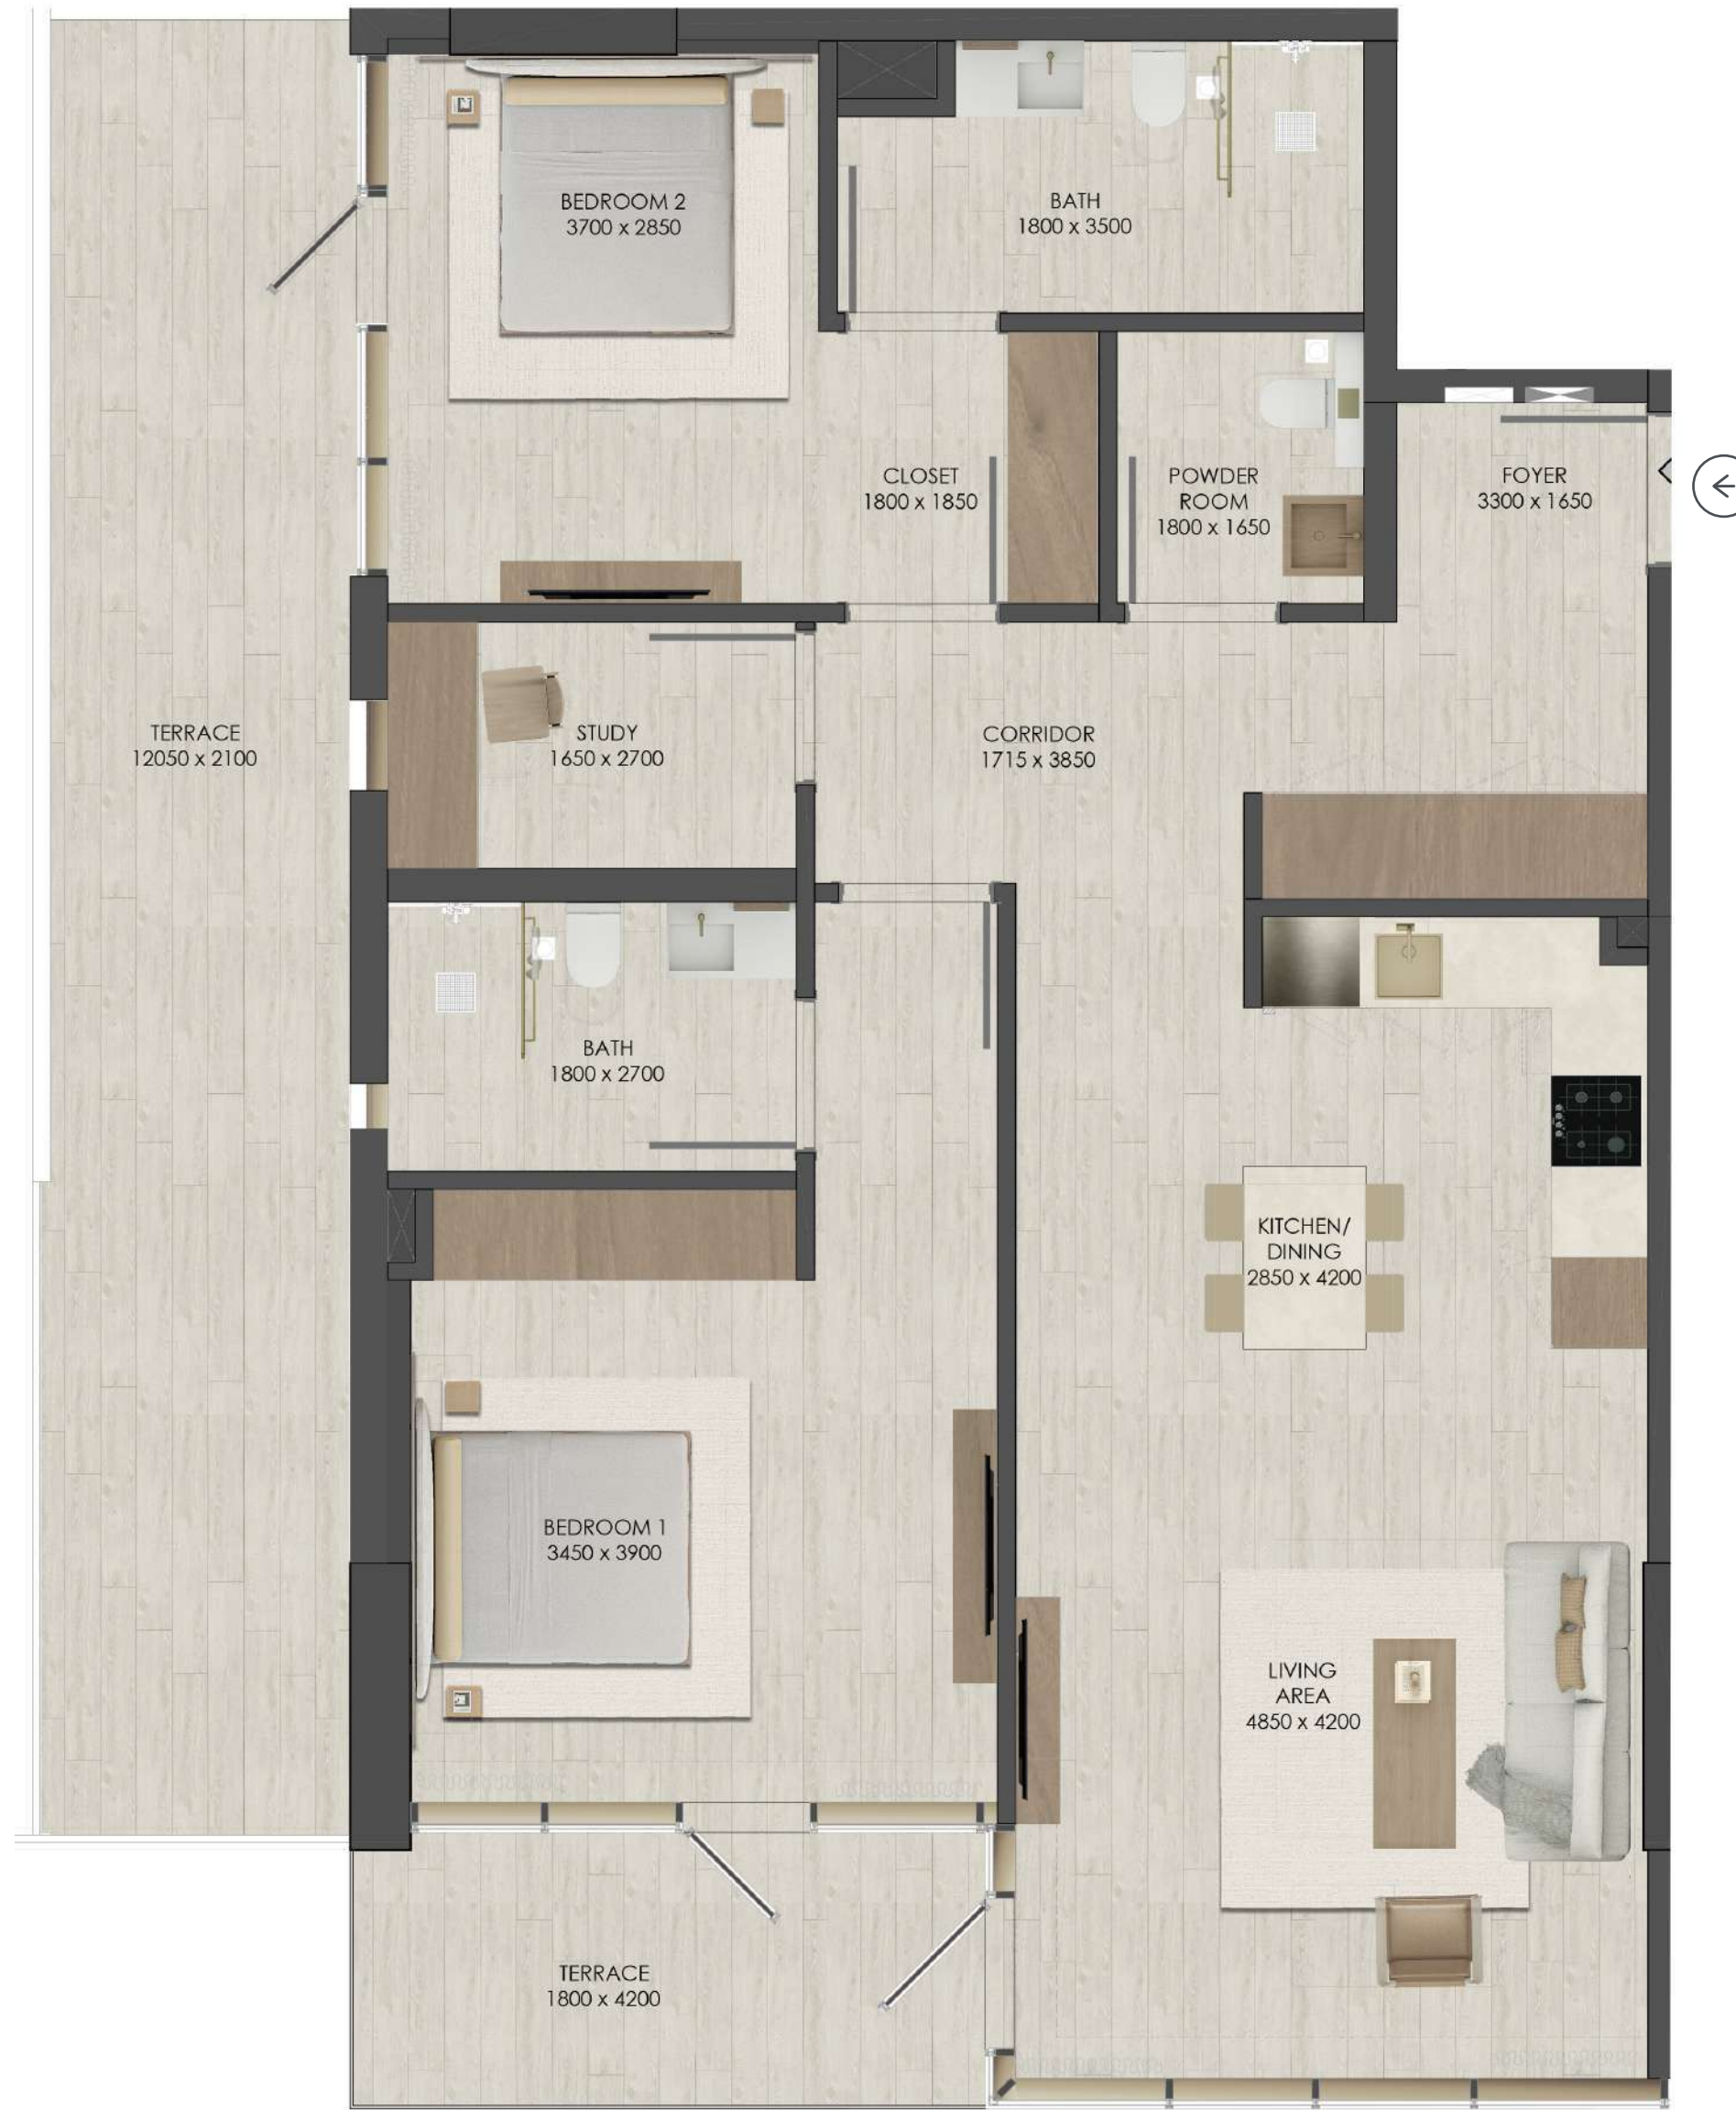 BEDROOM 2
3700 x 2850
BATH
1800 x 3500
CLOSET
1800 x 1850
POWDER
ROOM
1800 x 1650
FOYER
3300 x 1650
TERRACE
12050 x 2100
STUDY
1650 x 2700
CORRIDOR
1715 x 3850
BATH
1800 x 2700
KITCHEN/
DINING
2850 x 4200
BEDROOM 1
3450 x 3900
LIVING
AREA
4850 x 4200
TERRACE
1800 x 4200